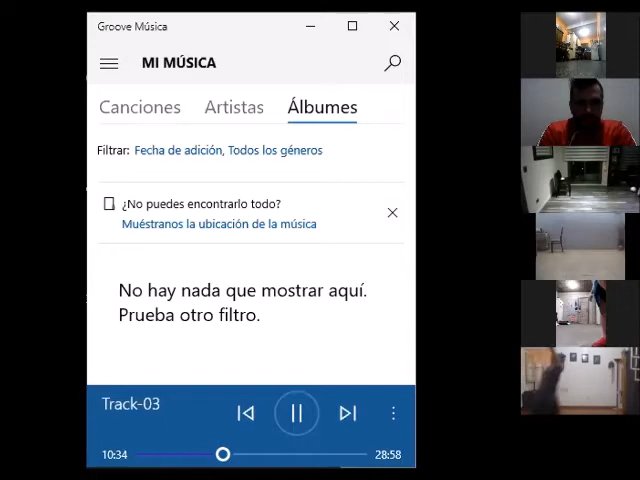 Groove Música
MI MÚSICA
Canciones Artistas Álbumes
Filtrar: Fecha de adición, Todos los géneros
¿No puedes encontrarlo todo?
Muéstranos la ubicación de la música
No hay nada que mostrar aquí.
Prueba otro filtro.
Track-03
10:34 28:58